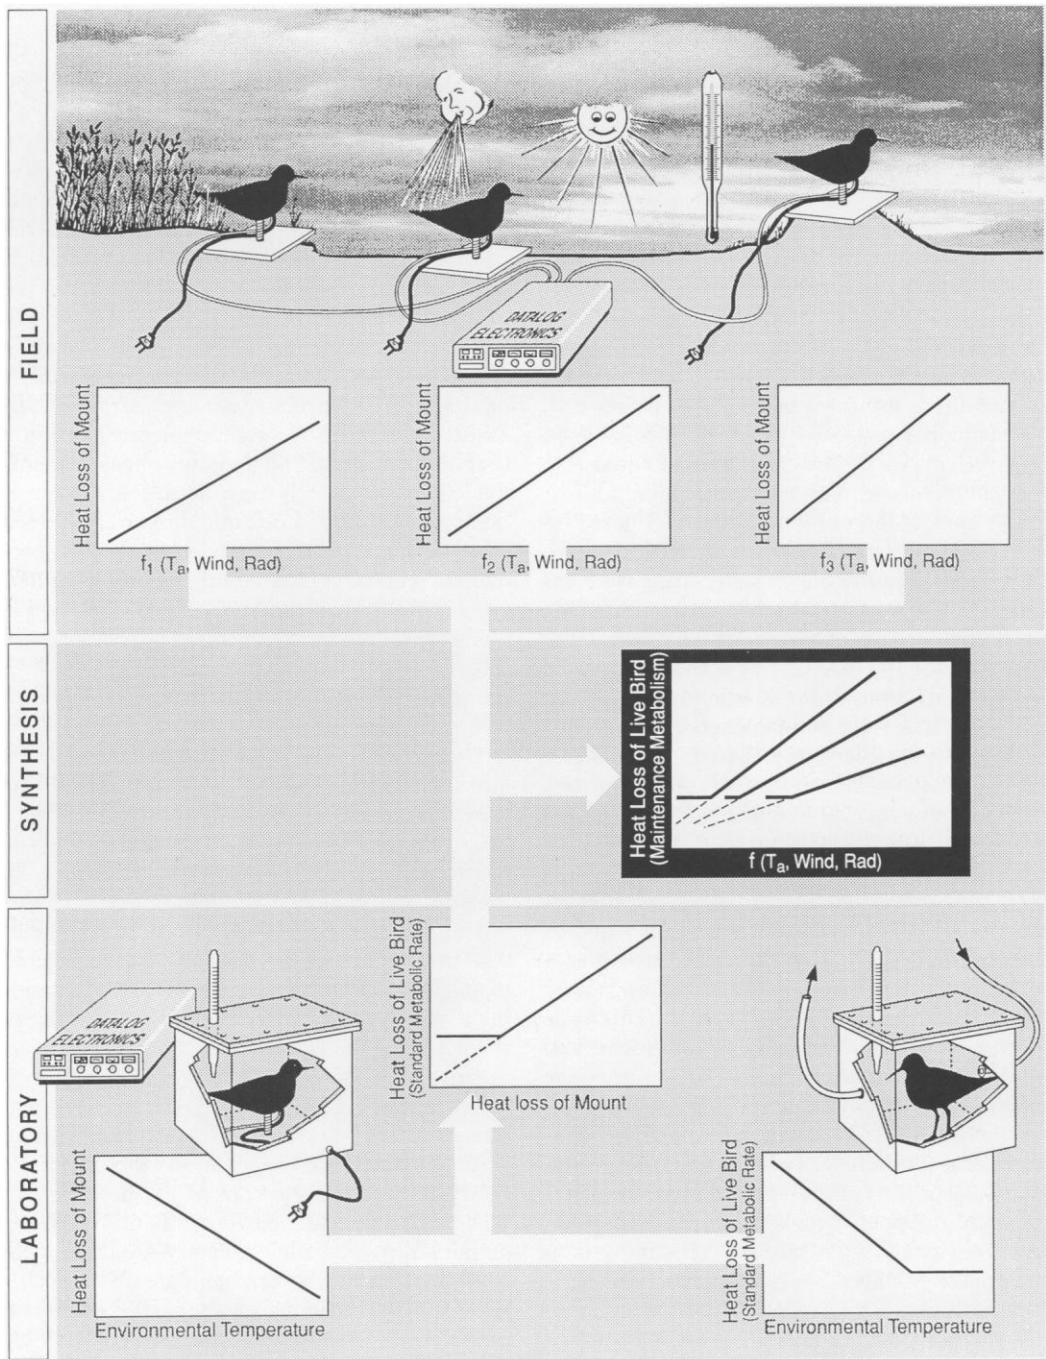 FIELD
DATALOG
ELECTRONICS
Heat Loss of Mount
f1 (Ta, Wind, Rad)
Heat Loss of Mount
f2 (Ta, Wind, Rad)
Heat Loss of Mount
f3 (Ta, Wind, Rad)
SYNTHESIS
Heat Loss of Live Bird
(Maintenance Metabolism)
f (Ta, Wind, Rad)
LABORATORY
DATALOG
ELECTRONICS
Heat Loss of Live Bird
(Standard Metabolic Rate)
Heat loss of Mount
Heat Loss of Mount
Environmental Temperature
Heat Loss of Live Bird
(Standard Metabolic Rate)
Environmental Temperature